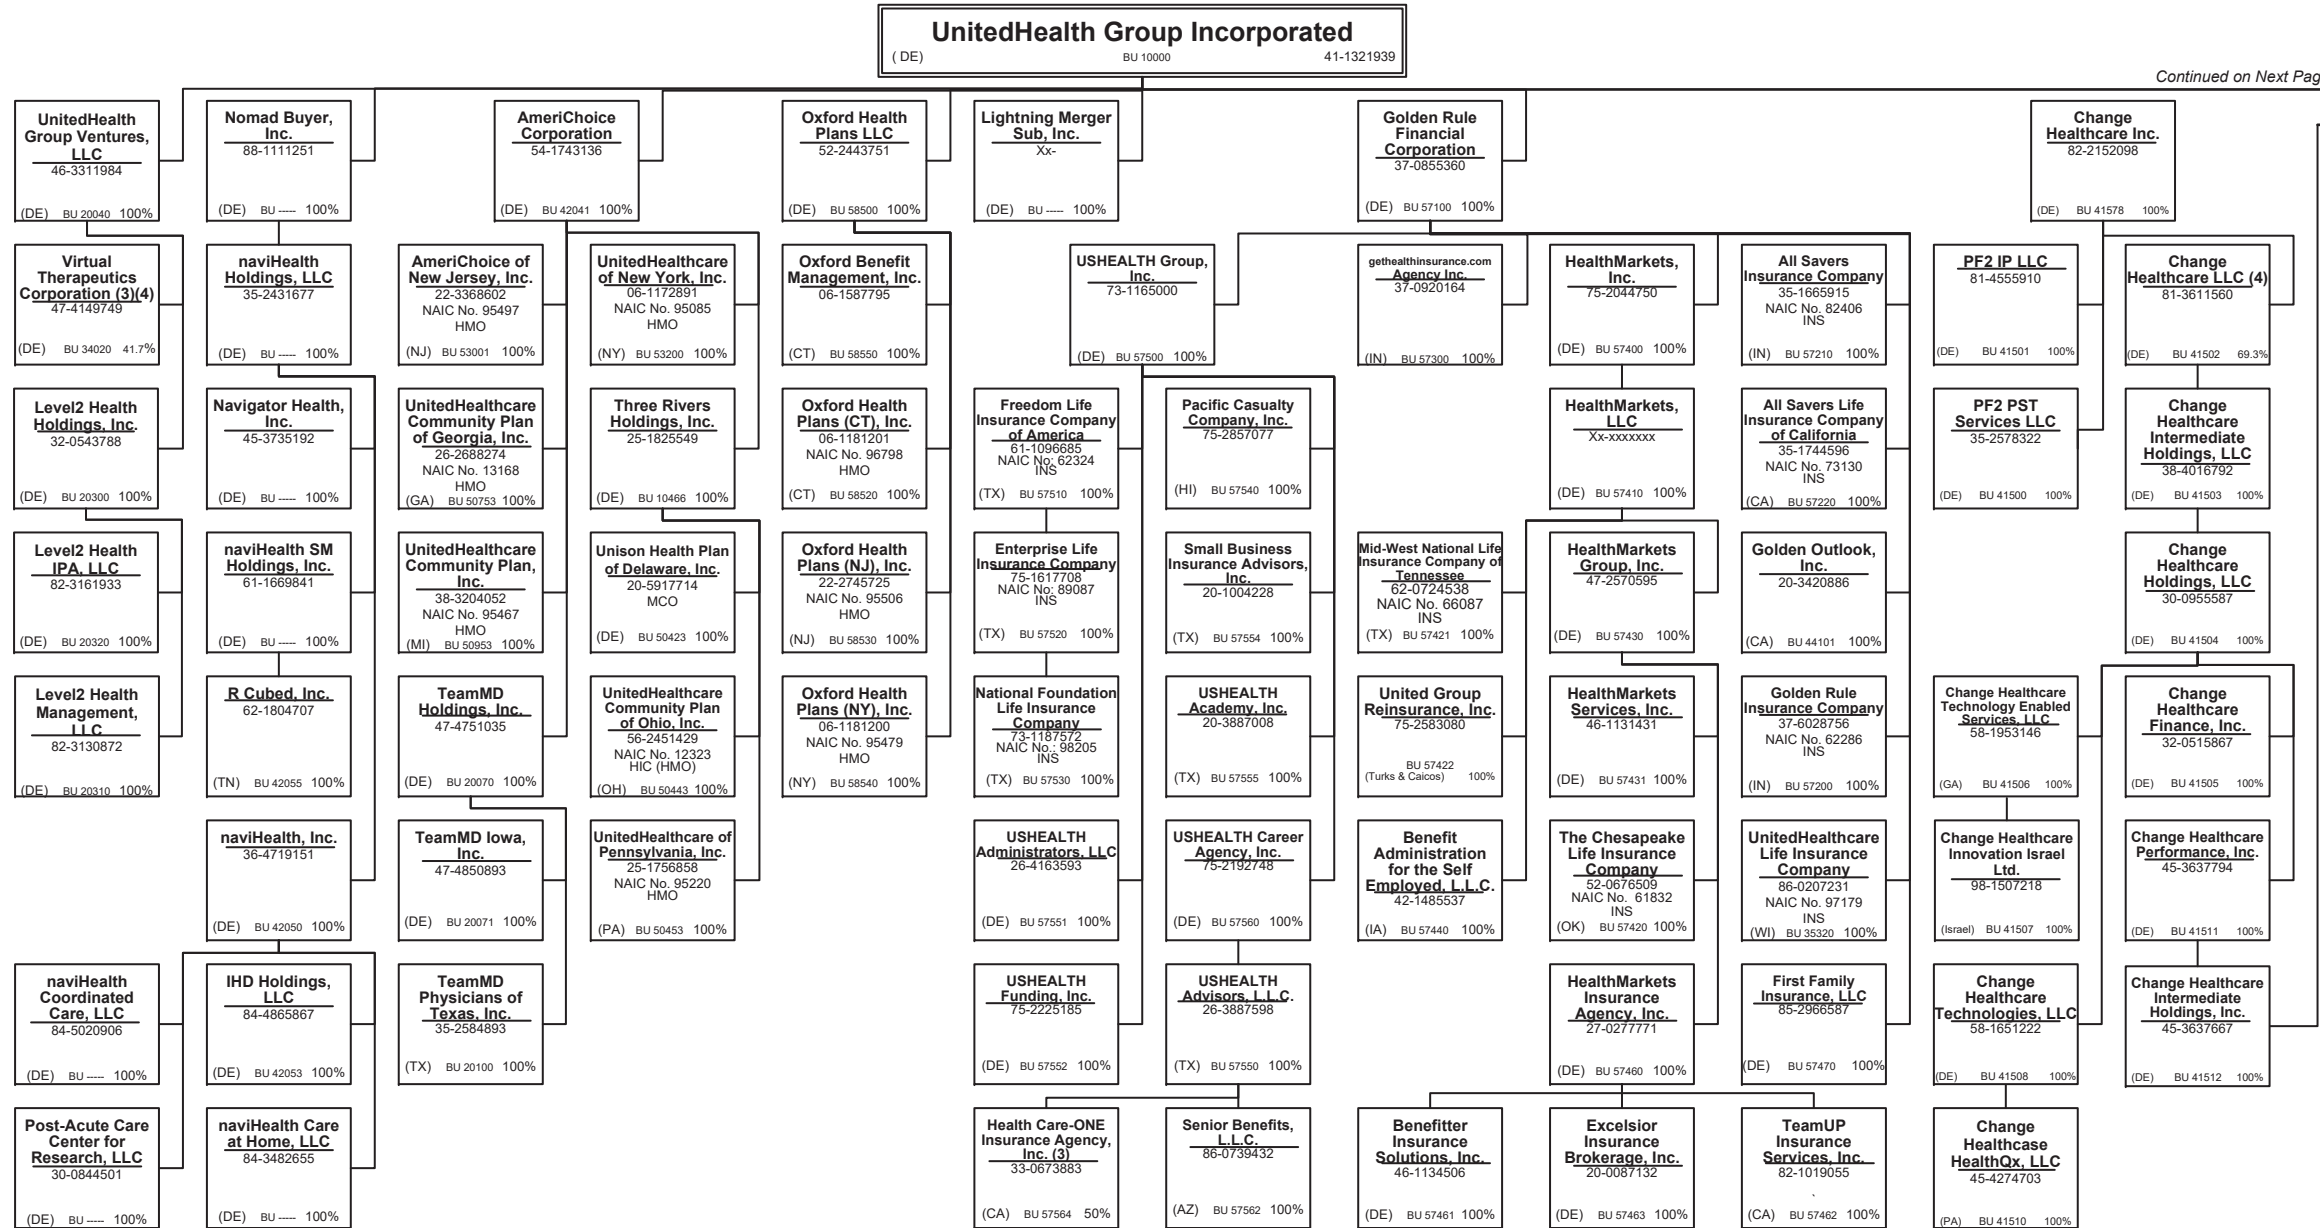 UnitedHealth Group Incorporated
( DE) BU 10000 41-1321939
Continued on Next Pag
UnitedHealth
Group Ventures,
LLC
46-3311984
(DE) BU 20040 100%
Nomad Buyer,
Inc.
88-1111251
(DE) BU ----- 100%
AmeriChoice
Corporation
54-1743136
(DE) BU 42041 100%
Oxford Health
Plans LLC
52-2443751
(DE) BU 58500 100%
Lightning Merger
Sub, Inc.
Xx-
(DE) BU ----- 100%
Golden Rule
Financial
Corporation
37-0855360
(DE) BU 57100 100%
Change
Healthcare Inc.
82-2152098
(DE) BU 41578 100%
Virtual
Therapeutics
Corporation (3)(4)
47-4149749
(DE) BU 34020 41.7%
naviHealth
Holdings, LLC
35-2431677
(DE) BU ----- 100%
AmeriChoice of
New Jersey, Inc.
22-3368602
NAIC No. 95497
HMO
(NJ) BU 53001 100%
UnitedHealthcare
of New York, Inc.
06-1172891
NAIC No. 95085
HMO
(NY) BU 53200 100%
Oxford Benefit
Management, Inc.
06-1587795
(CT) BU 58550 100%
USHEALTH Group,
Inc.
73-1165000
(DE) BU 57500 100%
gethealthinsurance.com
Agency Inc.
37-0920164
(IN) BU 57300 100%
HealthMarkets,
Inc.
75-2044750
(DE) BU 57400 100%
All Savers
Insurance Company
35-1665915
NAIC No. 82406
INS
(IN) BU 57210 100%
PF2 IP LLC
81-4555910
(DE) BU 41501 100%
Change
Healthcare LLC (4)
81-3611560
(DE) BU 41502 69.3%
Level2 Health
Holdings, Inc.
32-0543788
(DE) BU 20300 100%
Navigator Health,
Inc.
45-3735192
(DE) BU ----- 100%
UnitedHealthcare
Community Plan
of Georgia, Inc.
26-2688274
NAIC No. 13168
HMO
(GA) BU 50753 100%
Three Rivers
Holdings, Inc.
25-1825549
(DE) BU 10466 100%
Oxford Health
Plans (CT), Inc.
06-1181201
NAIC No. 96798
HMO
(CT) BU 58520 100%
Freedom Life
Insurance Company
of America
61-1096685
NAIC No: 62324
INS
(TX) BU 57510 100%
Pacific Casualty
Company, Inc.
75-2857077
(HI) BU 57540 100%
HealthMarkets,
LLC
Xx-xxxxxxx
(DE) BU 57410 100%
All Savers Life
Insurance Company
of California
35-1744596
NAIC No. 73130
INS
(CA) BU 57220 100%
PF2 PST
Services LLC
35-2578322
(DE) BU 41500 100%
Change
Healthcare
Intermediate
Holdings, LLC
38-4016792
(DE) BU 41503 100%
Level2 Health
IPA, LLC
82-3161933
(DE) BU 20320 100%
naviHealth SM
Holdings, Inc.
61-1669841
(DE) BU ----- 100%
UnitedHealthcare
Community Plan,
Inc.
38-3204052
NAIC No. 95467
HMO
(MI) BU 50953 100%
Unison Health Plan
of Delaware, Inc.
20-5917714
MCO
(DE) BU 50423 100%
Oxford Health
Plans (NJ), Inc.
22-2745725
NAIC No. 95506
HMO
(NJ) BU 58530 100%
Enterprise Life
Insurance Company
75-1617708
NAIC No: 89087
INS
(TX) BU 57520 100%
Small Business
Insurance Advisors,
Inc.
20-1004228
(TX) BU 57554 100%
Mid-West National Life
Insurance Company of
Tennessee
62-0724538
NAIC No. 66087
INS
(TX) BU 57421 100%
HealthMarkets
Group, Inc.
47-2570595
(DE) BU 57430 100%
Golden Outlook,
Inc.
20-3420886
(CA) BU 44101 100%
Change
Healthcare
Holdings, LLC
30-0955587
(DE) BU 41504 100%
Level2 Health
Management,
LLC
82-3130872
(DE) BU 20310 100%
R Cubed, Inc.
62-1804707
(TN) BU 42055 100%
TeamMD
Holdings, Inc.
47-4751035
(DE) BU 20070 100%
UnitedHealthcare
Community Plan
of Ohio, Inc.
56-2451429
NAIC No. 12323
HIC (HMO)
(OH) BU 50443 100%
Oxford Health
Plans (NY), Inc.
06-1181200
NAIC No. 95479
HMO
(NY) BU 58540 100%
National Foundation
Life Insurance
Company
73-1187572
NAIC No.: 98205
INS
(TX) BU 57530 100%
USHEALTH
Academy, Inc.
20-3887008
(TX) BU 57555 100%
United Group
Reinsurance, Inc.
75-2583080
BU 57422
(Turks & Caicos) 100%
HealthMarkets
Services, Inc.
46-1131431
(DE) BU 57431 100%
Golden Rule
Insurance Company
37-6028756
NAIC No. 62286
INS
(IN) BU 57200 100%
Change Healthcare
Technology Enabled
Services, LLC
58-1953146
(GA) BU 41506 100%
Change
Healthcare
Finance, Inc.
32-0515867
(DE) BU 41505 100%
naviHealth, Inc.
36-4719151
(DE) BU 42050 100%
TeamMD Iowa,
Inc.
47-4850893
(DE) BU 20071 100%
UnitedHealthcare of
Pennsylvania, Inc.
25-1756858
NAIC No. 95220
HMO
(PA) BU 50453 100%
USHEALTH
Administrators, LLC
26-4163593
(DE) BU 57551 100%
USHEALTH Career
Agency, Inc.
75-2192748
(DE) BU 57560 100%
Benefit
Administration
for the Self
Employed, L.L.C.
42-1485537
(IA) BU 57440 100%
The Chesapeake
Life Insurance
Company
52-0676509
NAIC No. 61832
INS
(OK) BU 57420 100%
UnitedHealthcare
Life Insurance
Company
86-0207231
NAIC No. 97179
INS
(WI) BU 35320 100%
Change Healthcare
Innovation Israel
Ltd.
98-1507218
(Israel) BU 41507 100%
Change Healthcare
Performance, Inc.
45-3637794
(DE) BU 41511 100%
naviHealth
Coordinated
Care, LLC
84-5020906
(DE) BU ----- 100%
IHD Holdings,
LLC
84-4865867
(DE) BU 42053 100%
TeamMD
Physicians of
Texas, Inc.
35-2584893
(TX) BU 20100 100%
USHEALTH
Funding, Inc.
75-2225185
(DE) BU 57552 100%
USHEALTH
Advisors, L.L.C.
26-3887598
(TX) BU 57550 100%
HealthMarkets
Insurance
Agency, Inc.
27-0277771
(DE) BU 57460 100%
First Family
Insurance, LLC
85-2966587
(DE) BU 57470 100%
Change
Healthcare
Technologies, LLC
58-1651222
(DE) BU 41508 100%
Change Healthcare
Intermediate
Holdings, Inc.
45-3637667
(DE) BU 41512 100%
Post-Acute Care
Center for
Research, LLC
30-0844501
(DE) BU ----- 100%
naviHealth Care
at Home, LLC
84-3482655
(DE) BU ----- 100%
Health Care-ONE
Insurance Agency,
Inc. (3)
33-0673883
(CA) BU 57564 50%
Senior Benefits,
L.L.C.
86-0739432
(AZ) BU 57562 100%
Benefitter
Insurance
Solutions, Inc.
46-1134506
(DE) BU 57461 100%
Excelsior
Insurance
Brokerage, Inc.
20-0087132
(DE) BU 57463 100%
TeamUP
Insurance
Services, Inc.
82-1019055
(CA) BU 57462 100%
Change
Healthcase
HealthQx, LLC
45-4274703
(PA) BU 41510 100%